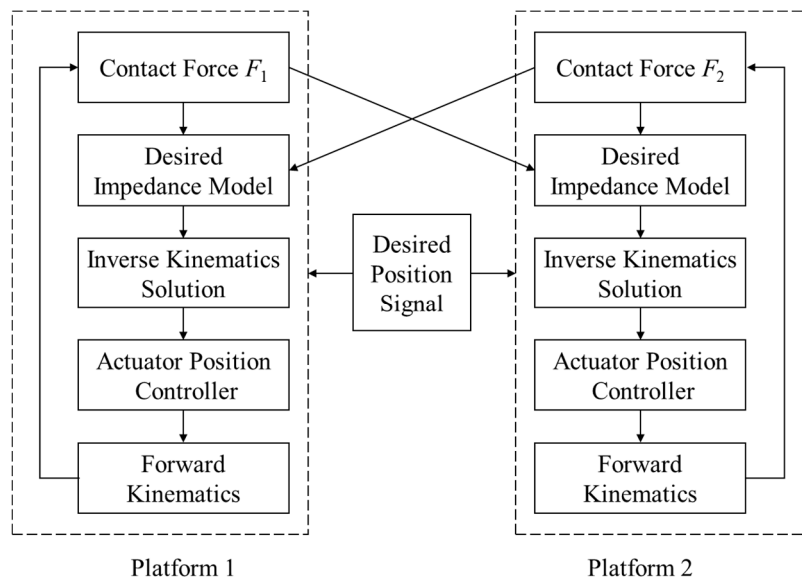 Contact Force F1
Desired
Impedance Model
Inverse Kinematics
Solution
Actuator Position
Controller
Forward
Kinematics
Platform 1
Desired
Position
Signal
Contact Force F2
Desired
Impedance Model
Inverse Kinematics
Solution
Actuator Position
Controller
Forward
Kinematics
Platform 2